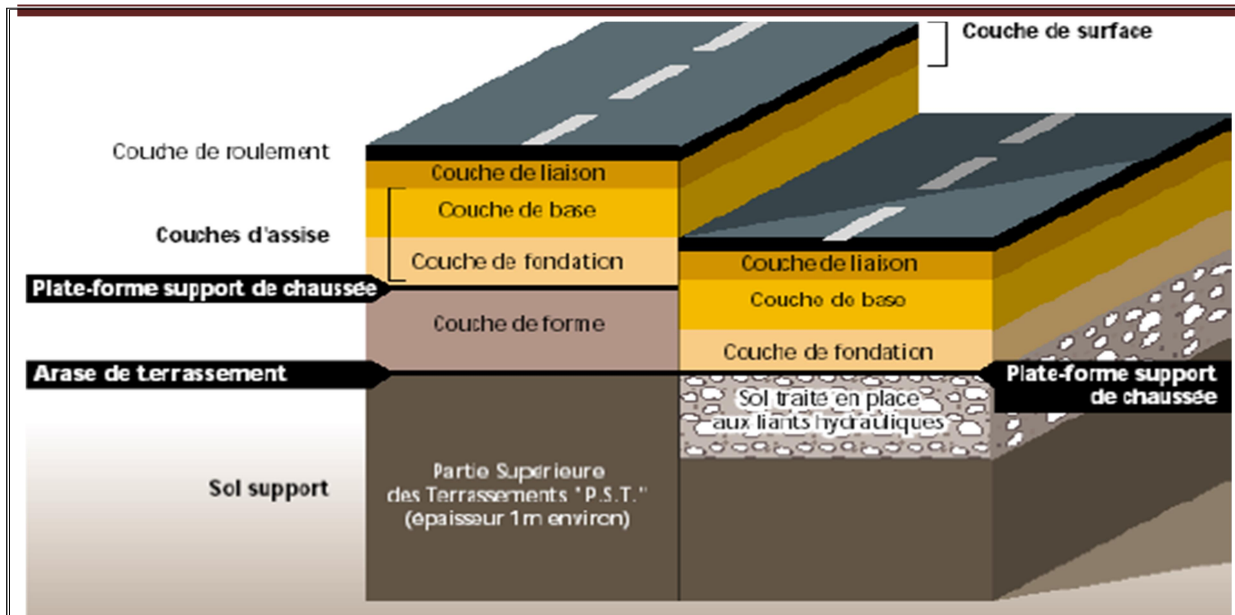 Couche de surface
Couche de roulement
Couche de liaison
Couche de base
Couches d'assise
Couche de fondation
Plate-forme support de chaussée
Couche de forme
Arase de terrassement
Sol support
Partie Supérieure
des Terrassements "P.S.T."
(épaisseur 1m environ)
Couche de liaison
Couche de base
Couche de fondation
Plate-forme support
de chaussée
Sol traité en place
aux liants hydrauliques